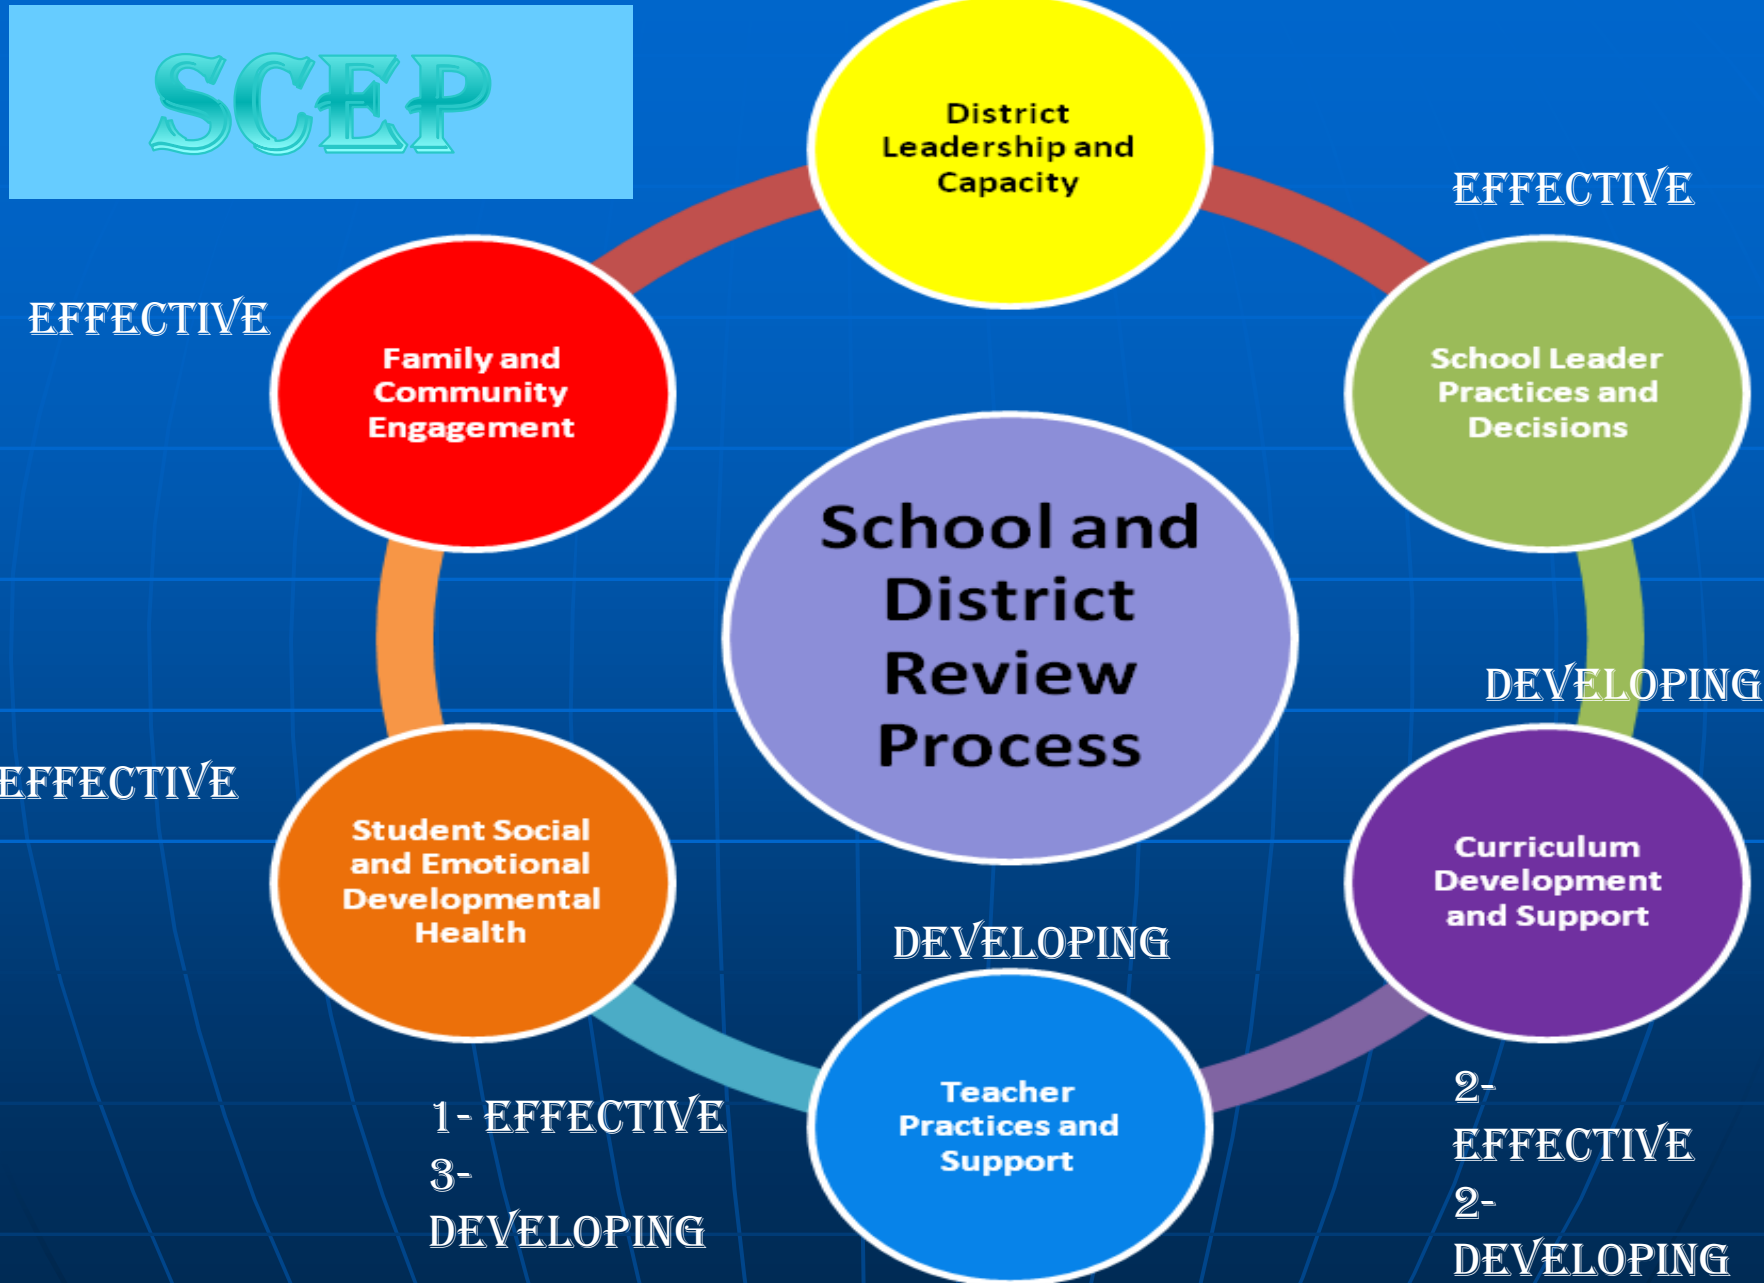 SCEP
District
Leadership and
Capacity
EFFECTIVE
School Leader
Practices and
Decisions
EFFECTIVE
Family and
Community
Engagement
School and
District
Review
Process
DEVELOPING
Curriculum
Development
and Support
EFFECTIVE
Student Social
and Emotional
Developmental
Health
DEVELOPING
Teacher
Practices and
Support
1- EFFECTIVE
3-
DEVELOPING
2-
EFFECTIVE
2-
DEVELOPING